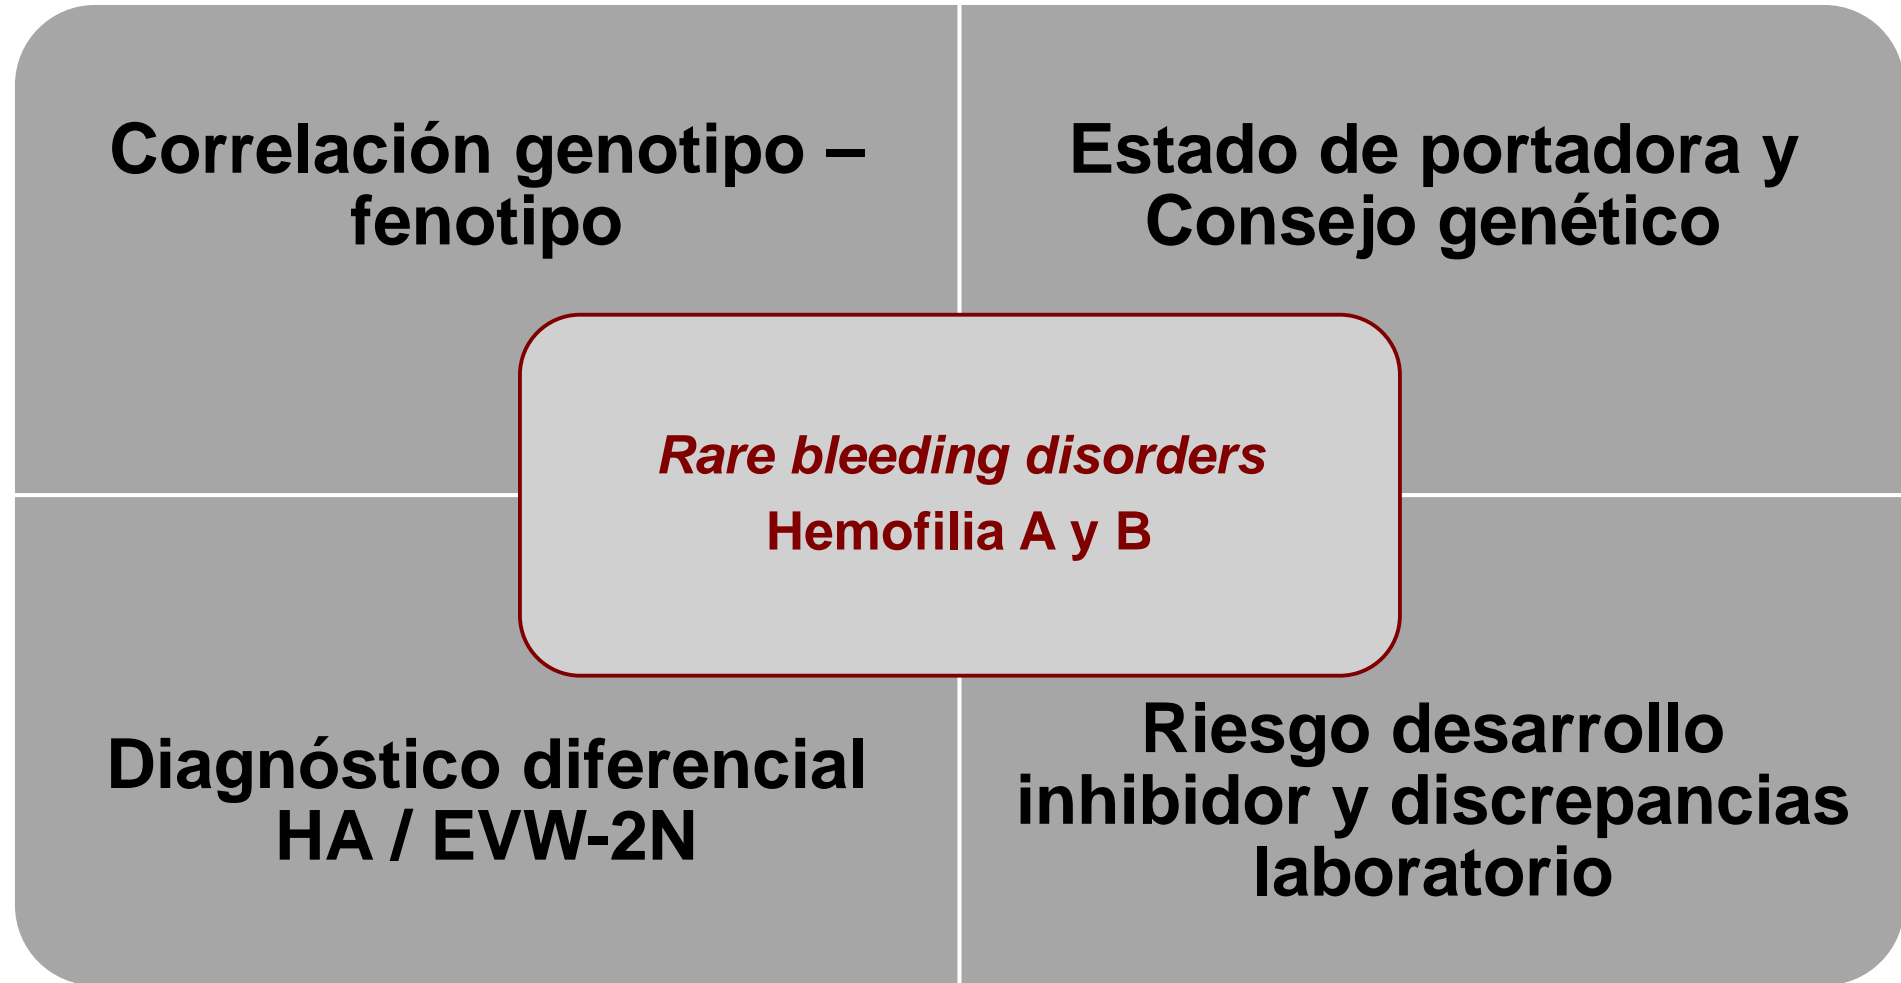 Correlación genotipo –
fenotipo
Estado de portadora y
Consejo genético
Rare bleeding disorders
Hemofilia A y B
Diagnóstico diferencial
HA / EVW-2N
Riesgo desarrollo
inhibidor y discrepancias
laboratorio